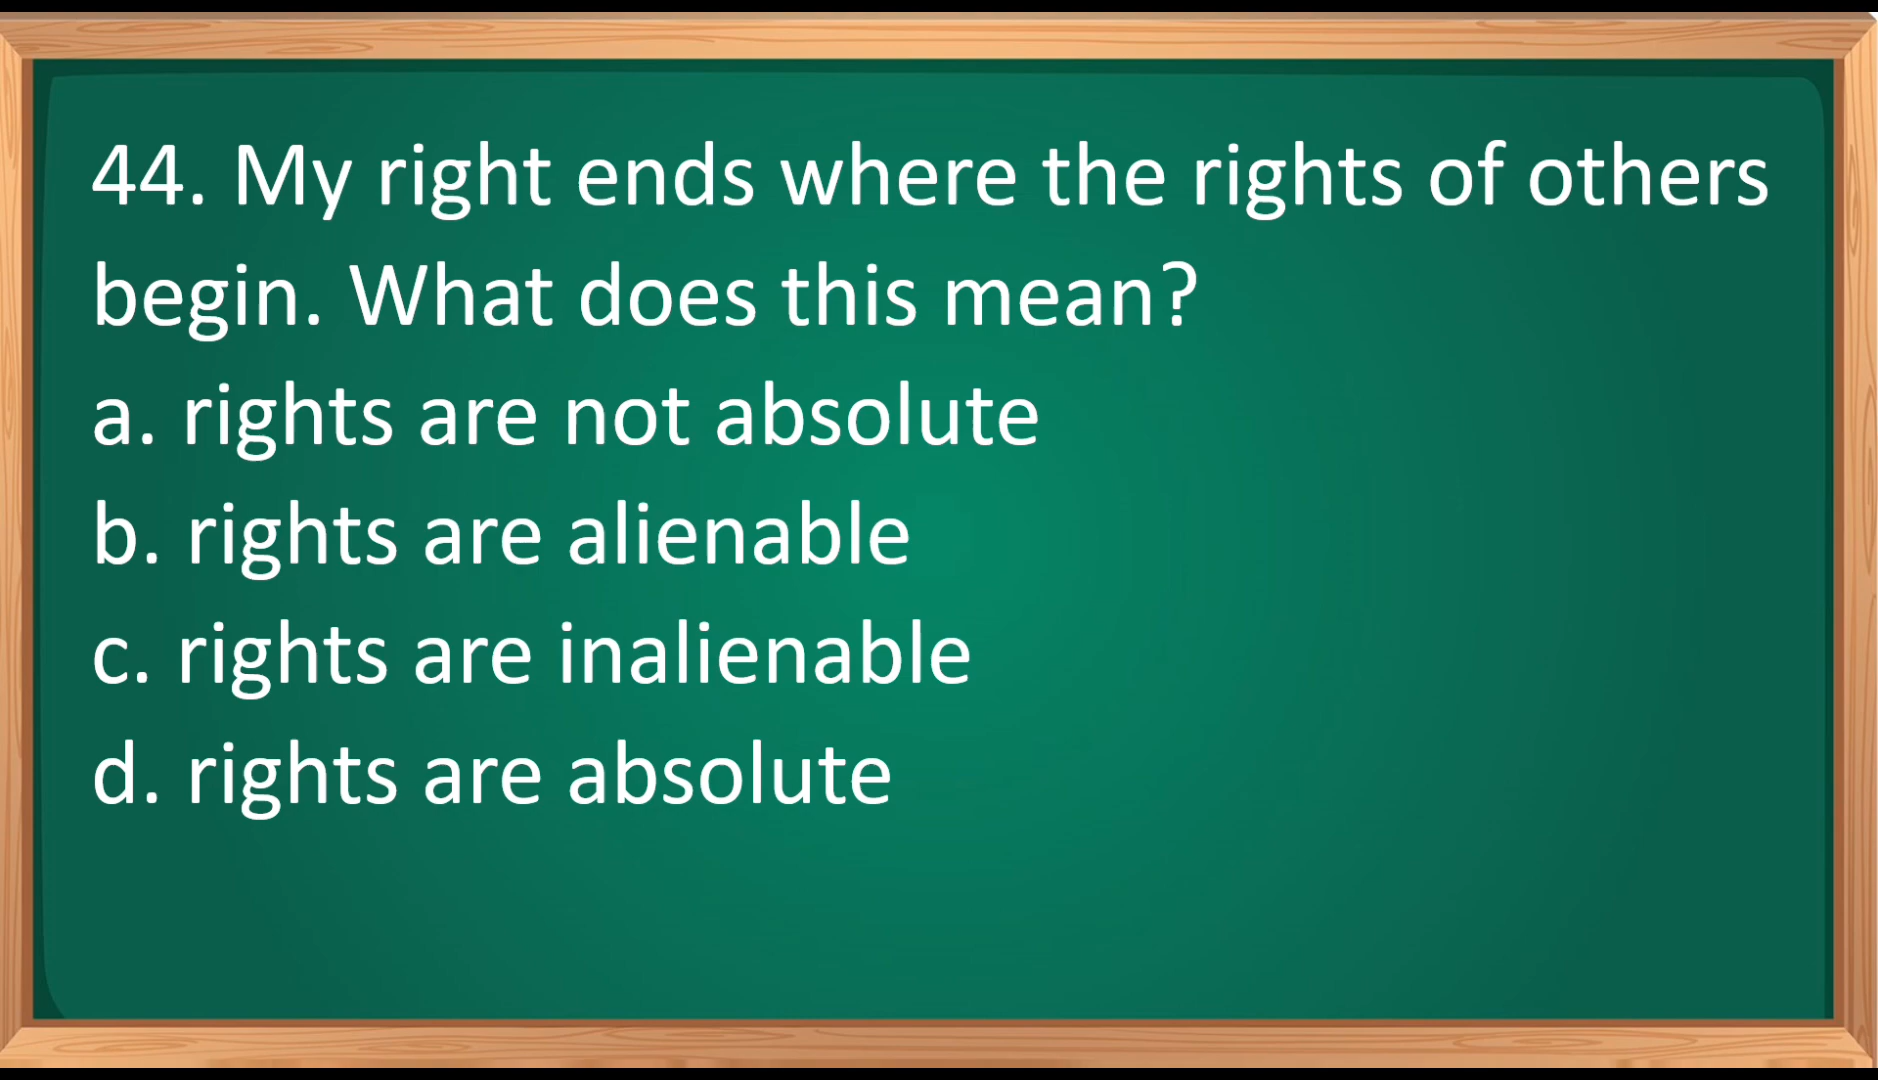 44. My right ends where the rights of others
begin. What does this mean?
a. rights are not absolute
b. rights are alienable
c. rights are inalienable
d. rights are absolute